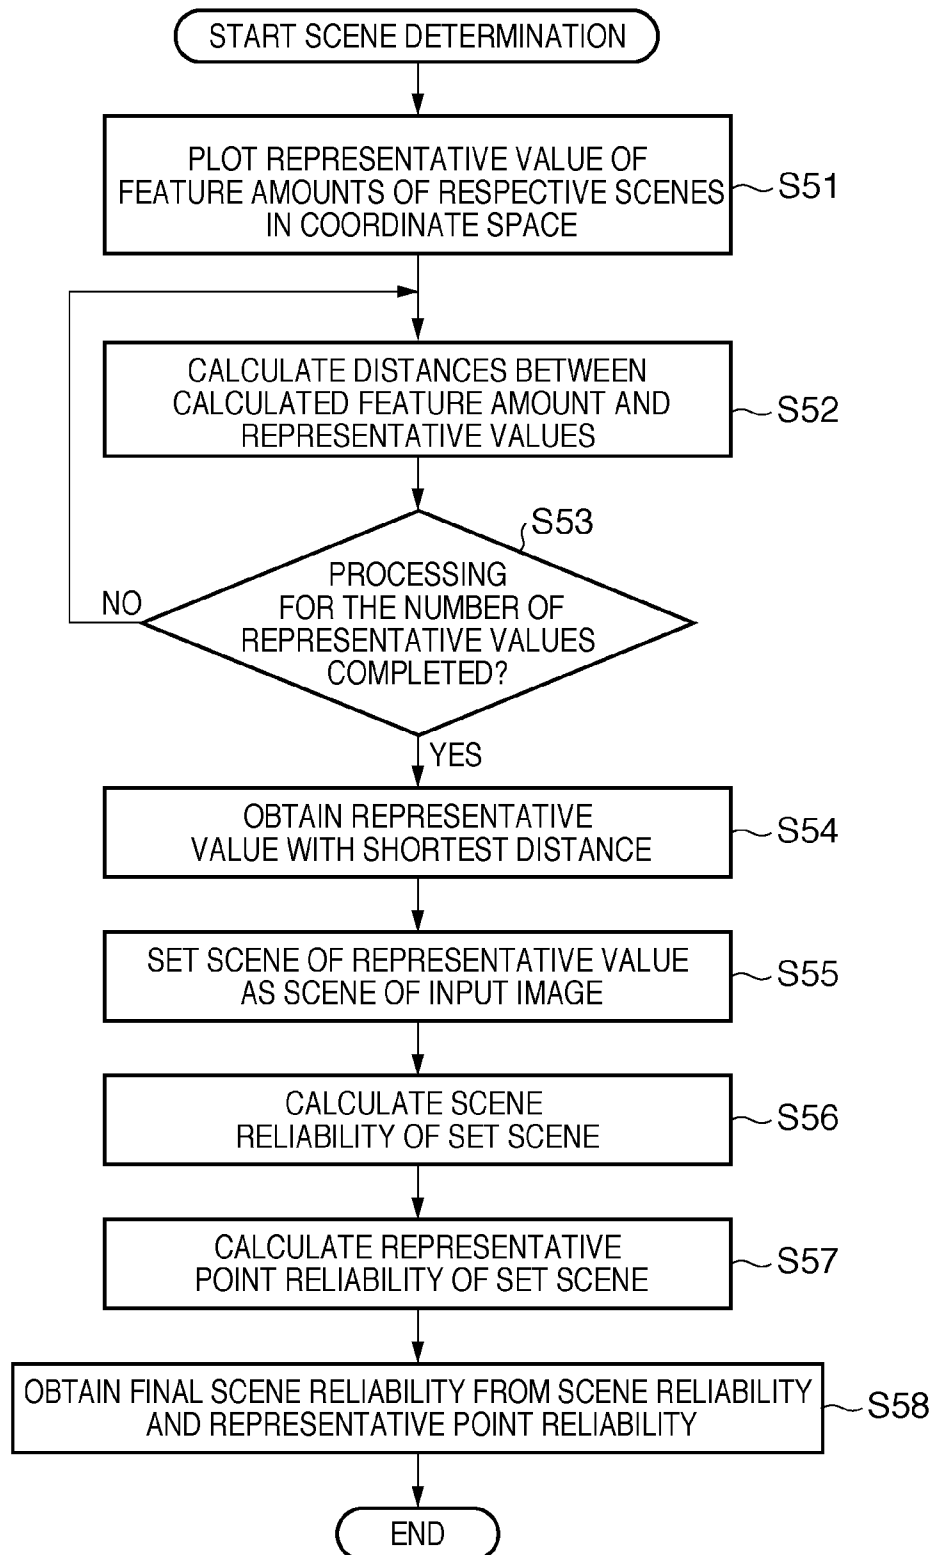 START SCENE DETERMINATION
PLOT REPRESENTATIVE VALUE OF
FEATURE AMOUNTS OF RESPECTIVE SCENES
IN COORDINATE SPACE
S51
CALCULATE DISTANCES BETWEEN
CALCULATED FEATURE AMOUNT AND
REPRESENTATIVE VALUES
S52
S53
PROCESSING
FOR THE NUMBER OF
REPRESENTATIVE VALUES
COMPLETED?
NO
YES
OBTAIN REPRESENTATIVE
VALUE WITH SHORTEST DISTANCE
S54
SET SCENE OF REPRESENTATIVE VALUE
AS SCENE OF INPUT IMAGE
S55
CALCULATE SCENE
RELIABILITY OF SET SCENE
S56
CALCULATE REPRESENTATIVE
POINT RELIABILITY OF SET SCENE
S57
OBTAIN FINAL SCENE RELIABILITY FROM SCENE RELIABILITY
AND REPRESENTATIVE POINT RELIABILITY
S58
END